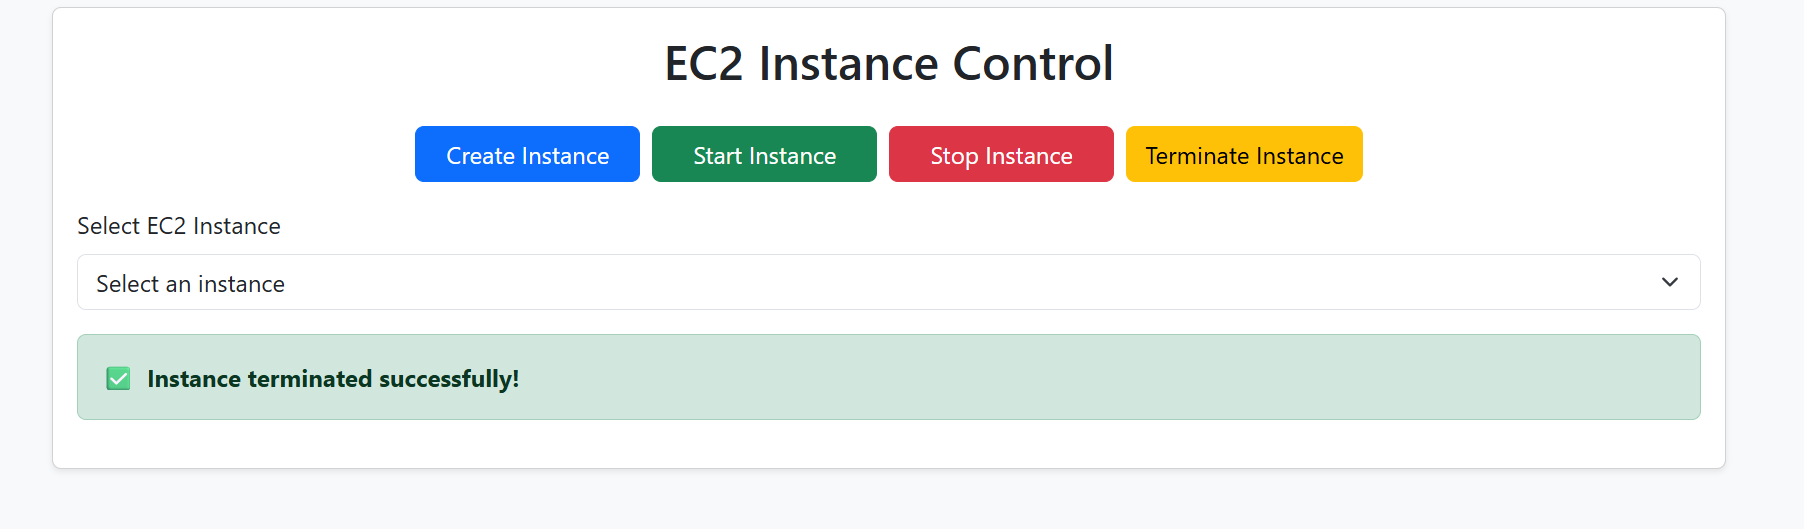 EC2 Instance Control
Create Instance
Start Instance
Stop Instance
Terminate Instance
Select EC2 Instance
Select an instance
✅ Instance terminated successfully!